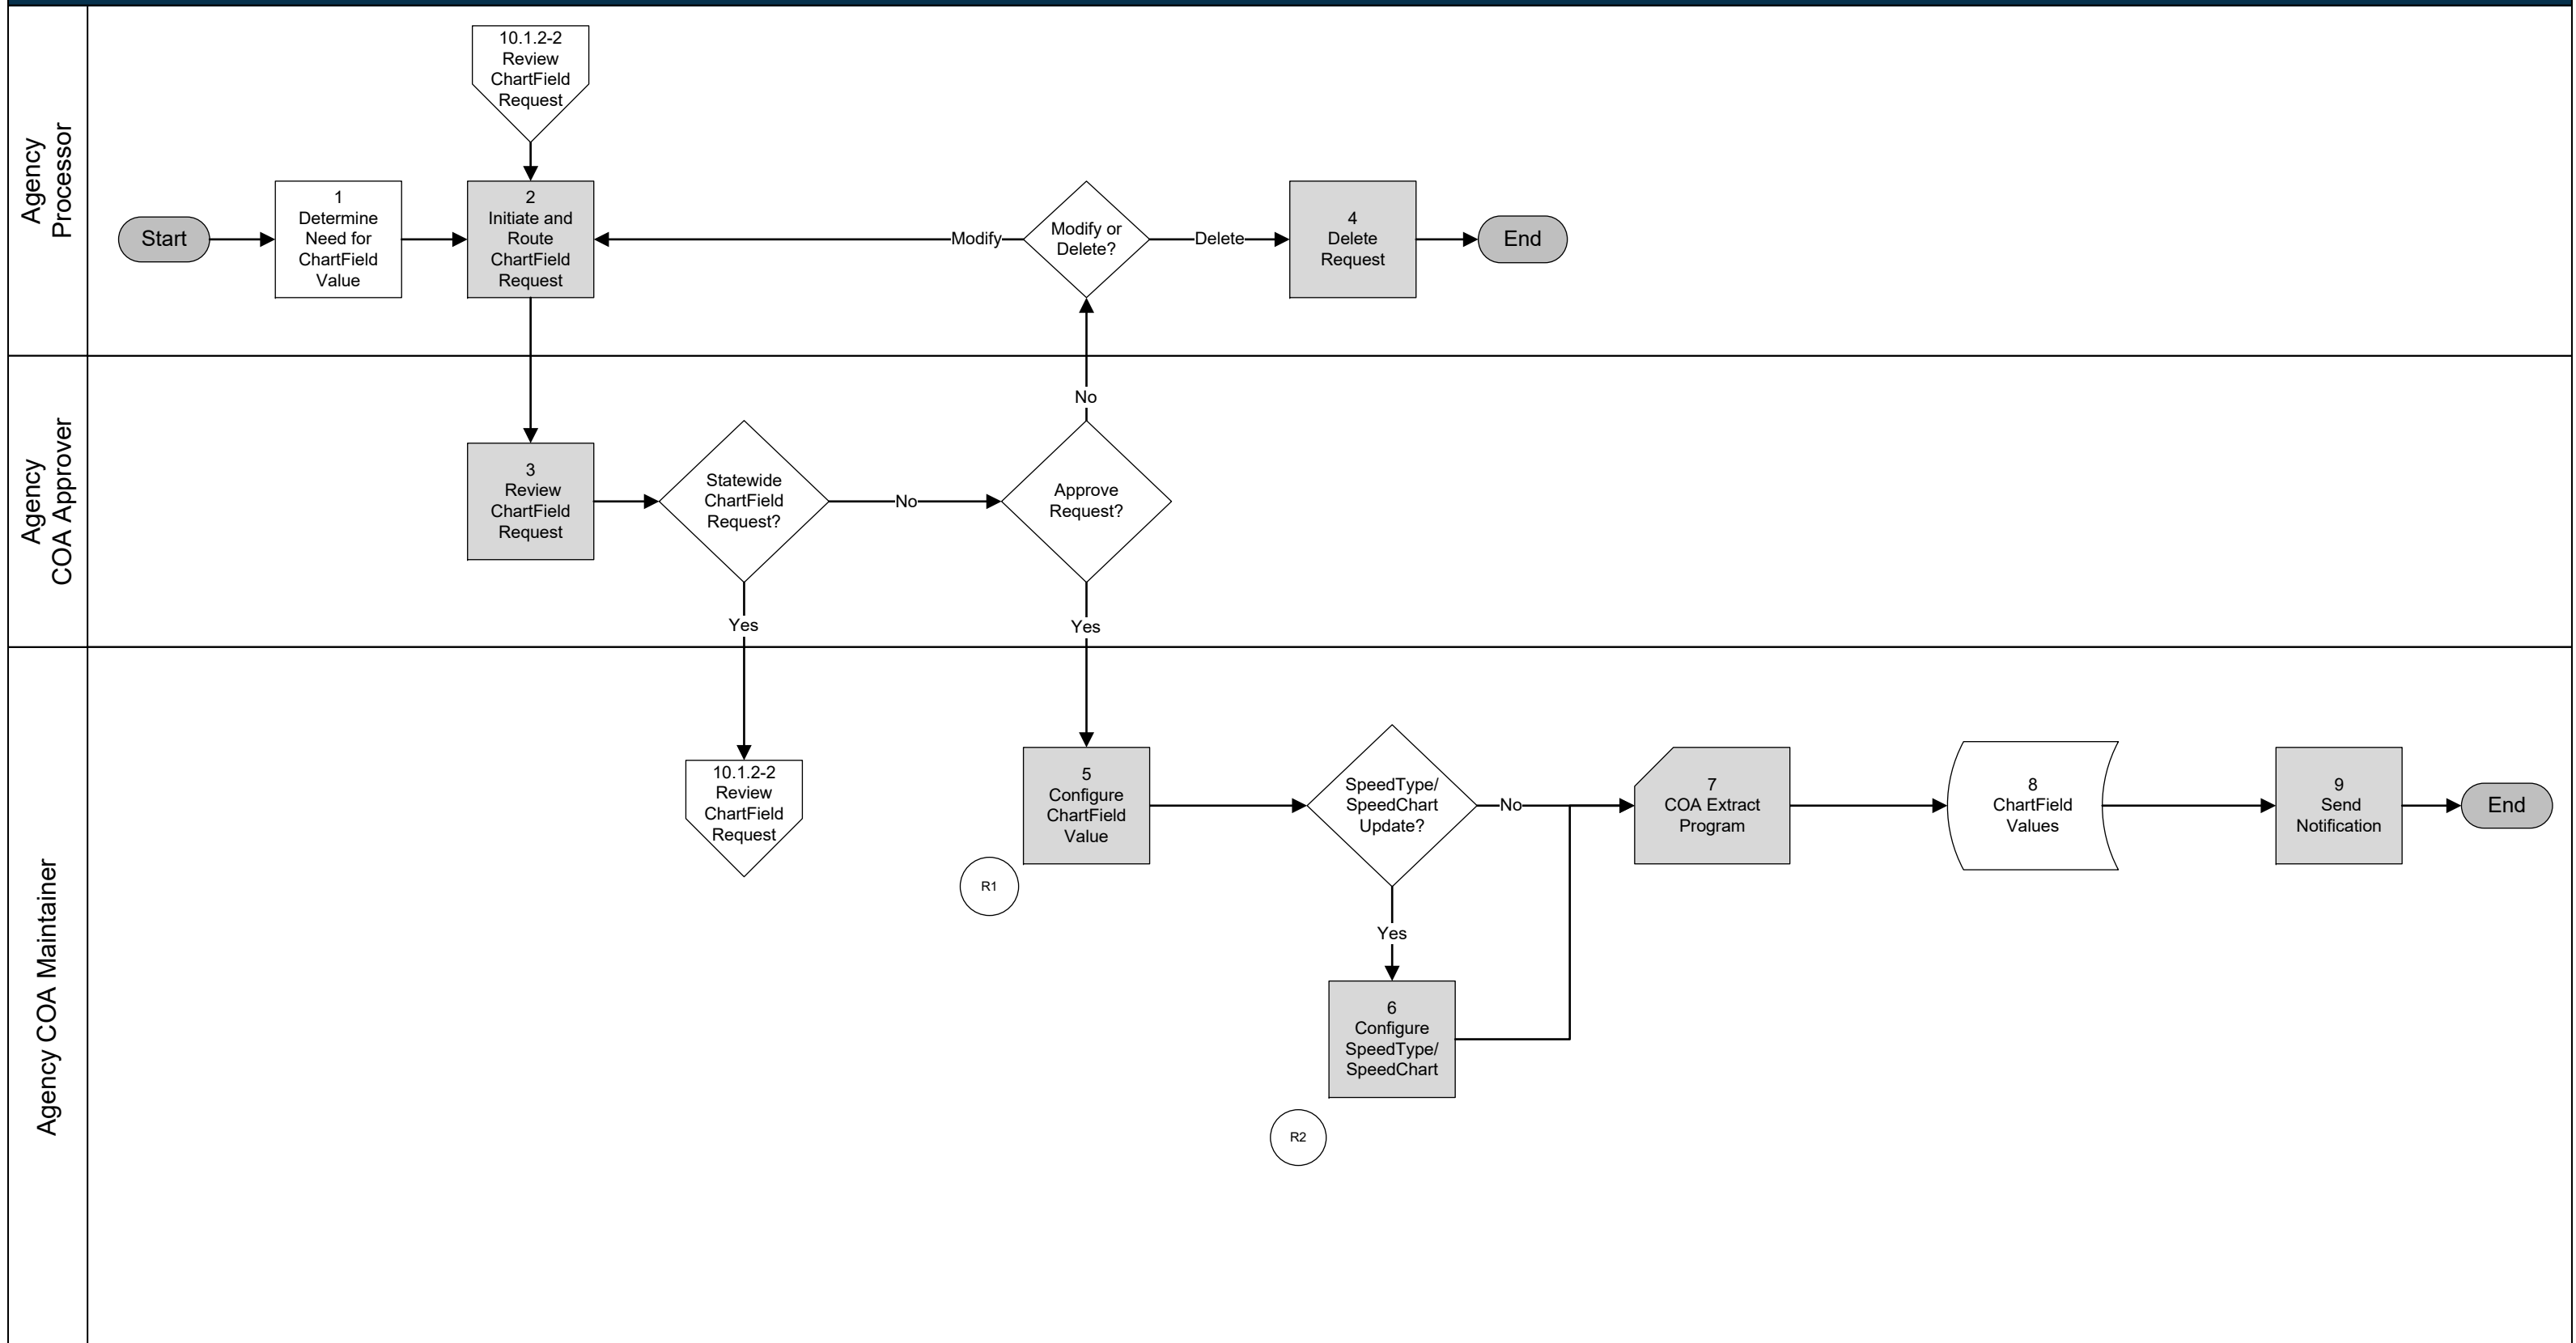 Agency
Processor
10.1.2-2
Review
ChartField
Request
Start
1
Determine
Need for
ChartField
Value
2
Initiate and
Route
ChartField
Request
Modify
Modify or
Delete?
Delete
4
Delete
Request
End
Agency
COA Approver
No
3
Review
ChartField
Request
Statewide
ChartField
Request?
No
Approve
Request?
Yes
Yes
Agency COA Maintainer
10.1.2-2
Review
ChartField
Request
5
Configure
ChartField
Value
R1
SpeedType/
SpeedChart
Update?
No
7
COA Extract
Program
8
ChartField
Values
9
Send
Notification
End
Yes
6
Configure
SpeedType/
SpeedChart
R2